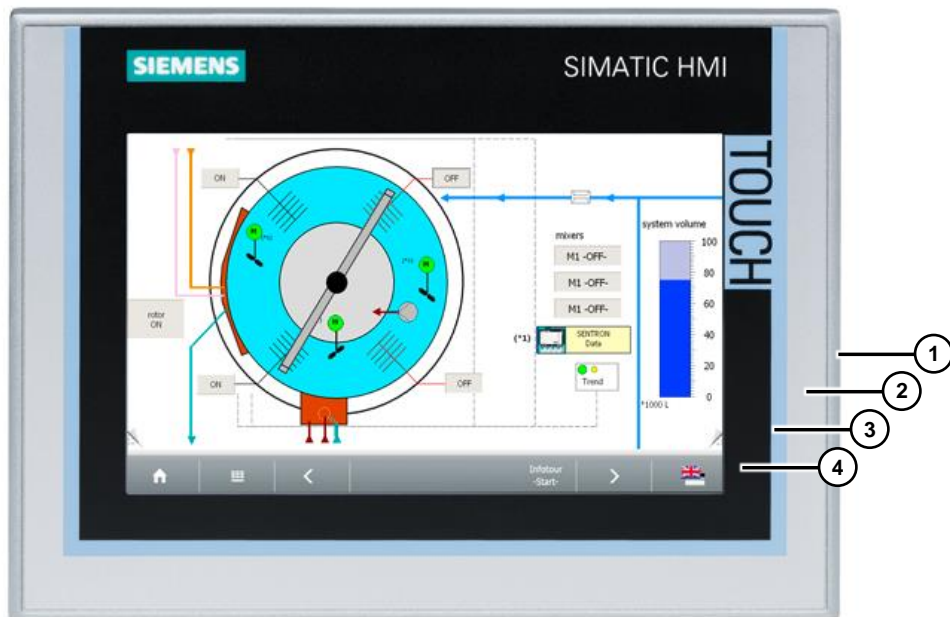 SIEMENS
SIMATIC HMI
TOUCH
ON
OFF
system volume
100
80
60
40
20
0
*1000 L
mixers
M1 -OFF-
M1 -OFF-
M1 -OFF-
M
M
M
(*1)
SENTRON
Data
Trend
rotor
ON
ON
OFF
Infotour
-Start-
1
2
3
4